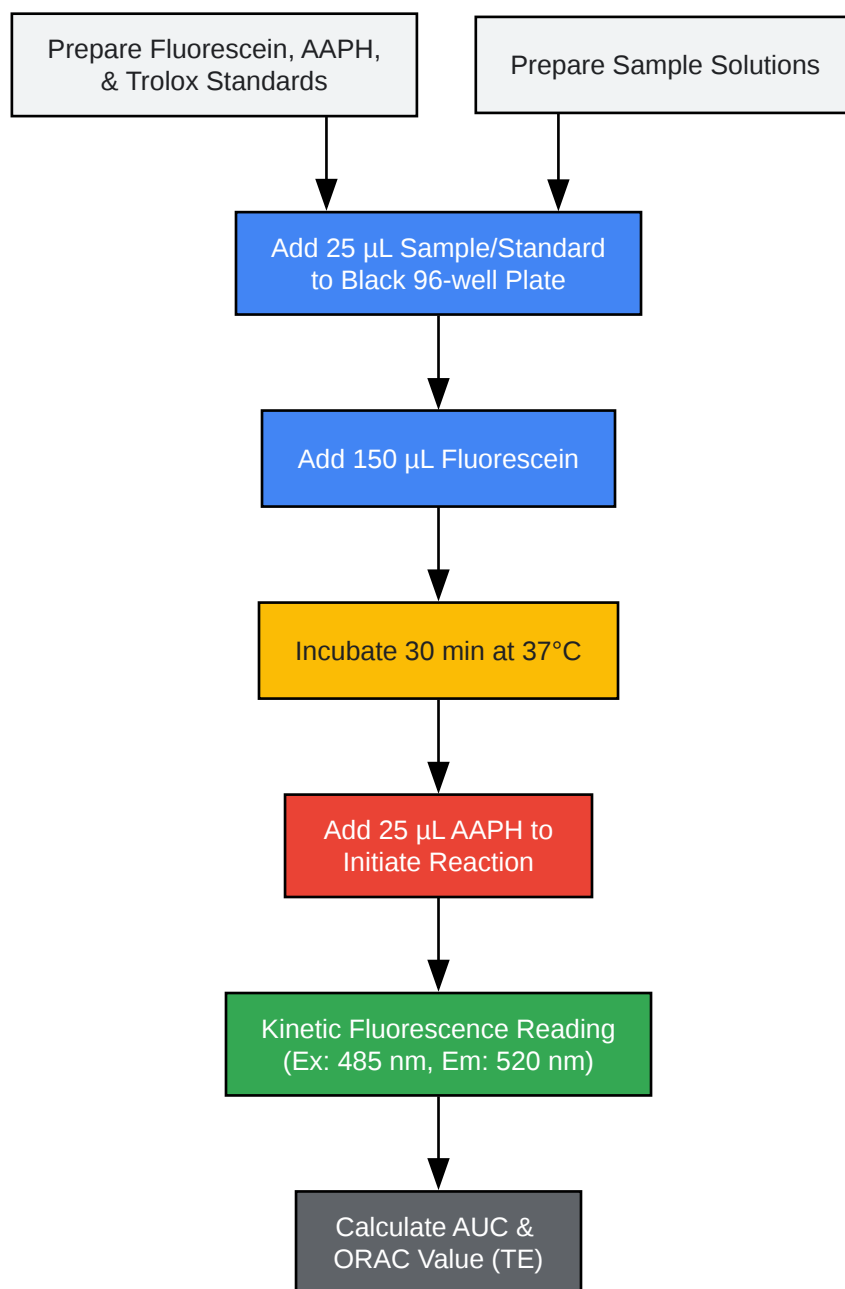 Prepare Fluorescein, AAPH,
& Trolox Standards
Prepare Sample Solutions
Add 25 µL Sample/Standard
to Black 96-well Plate
Add 150 µL Fluorescein
Incubate 30 min at 37°C
Add 25 µL AAPH to
Initiate Reaction
Kinetic Fluorescence Reading
(Ex: 485 nm, Em: 520 nm)
Calculate AUC &
ORAC Value (TE)